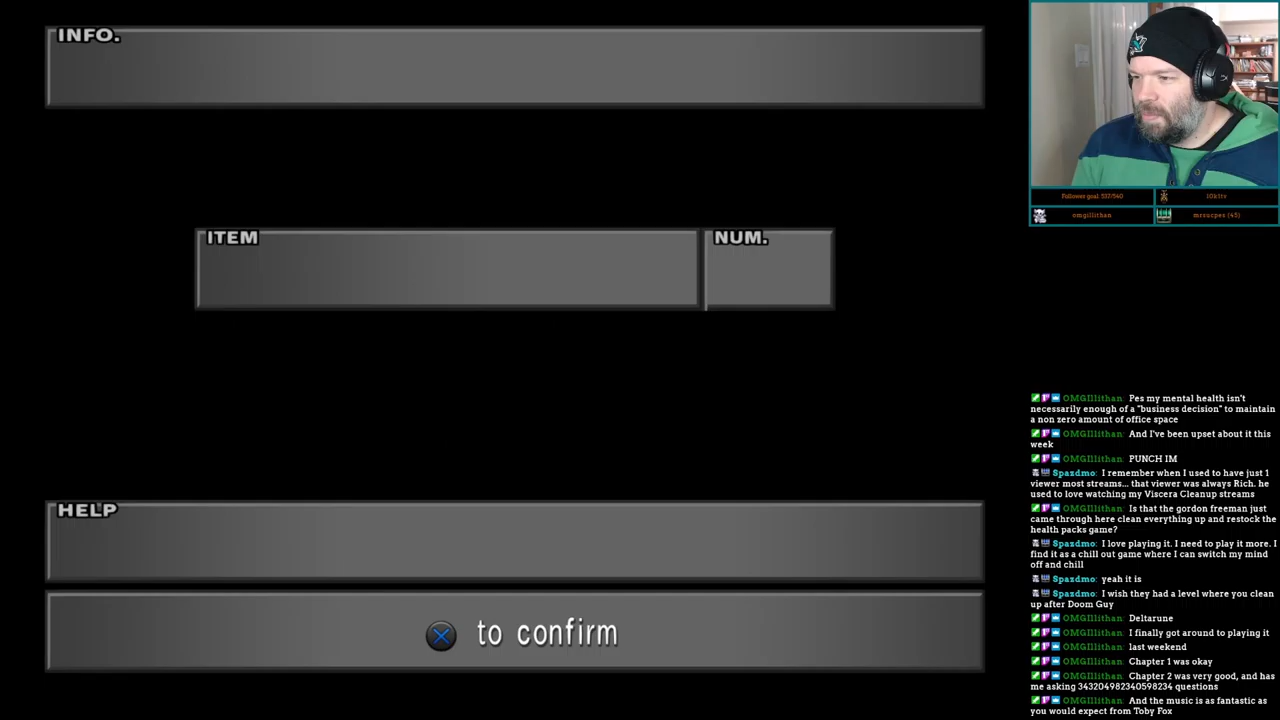 INFO.
ITEM
NUM.
HELP
to confirm
Follower goal: 537/540
l0kttv
omgillithan
mrsucpes (45)
OMGIllithan: Pes my mental health isn't
necessarily enough of a "business decision" to maintain
a non zero amount of office space
OMGIllithan: And I've been upset about it this
week
OMGIllithan: PUNCH IM
Spazdmo: I remember when I used to have just 1
viewer most streams... that viewer was always Rich. he
used to love watching my Viscera Cleanup streams
OMGIllithan: Is that the gordon freeman just
came through here clean everything up and restock the
health packs game?
Spazdmo: I love playing it. I need to play it more. I
find it as a chill out game where I can switch my mind
off and chill
Spazdmo: yeah it is
Spazdmo: I wish they had a level where you clean
up after Doom Guy
OMGIllithan: Deltarune
OMGIllithan: I finally got around to playing it
OMGIllithan: last weekend
OMGIllithan: Chapter 1 was okay
OMGIllithan: Chapter 2 was very good, and has
me asking 343204982340598234 questions
OMGIllithan: And the music is as fantastic as
you would expect from Toby Fox